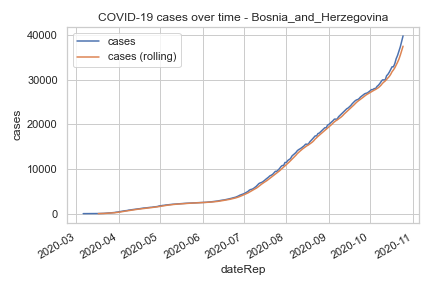 COVID-19 cases over time - Bosnia_and_Herzegovina
cases
cases (rolling)
40000
30000
20000
10000
0
cases
2020-03
2020-04
2020-05
2020-06
2020-07
2020-08
2020-09
2020-10
2020-11
dateRep